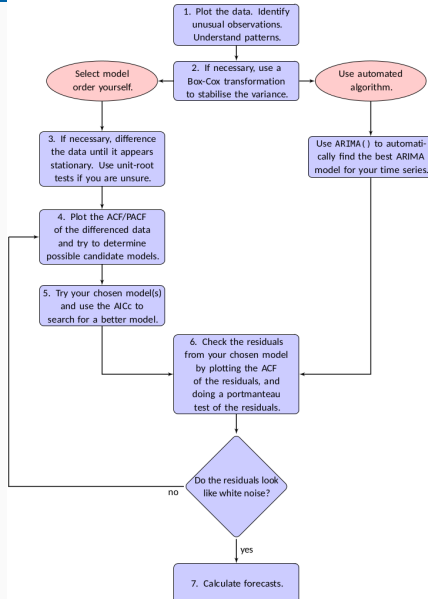 1. Plot the data. Identify
unusual observations.
Understand patterns.
Select model
order yourself.
2. If necessary, use a
Box-Cox transformation
to stabilise the variance.
Use automated
algorithm.
3. If necessary, difference
the data until it appears
stationary. Use unit-root
tests if you are unsure.
Use ARIMA() to automati-
cally find the best ARIMA
model for your time series.
4. Plot the ACF/PACF
of the differenced data
and try to determine
possible candidate models.
5. Try your chosen model(s)
and use the AICc to
search for a better model.
6. Check the residuals
from your chosen model
by plotting the ACF
of the residuals, and
doing a portmanteau
test of the residuals.
Do the residuals look
like white noise?
no
yes
7. Calculate forecasts.